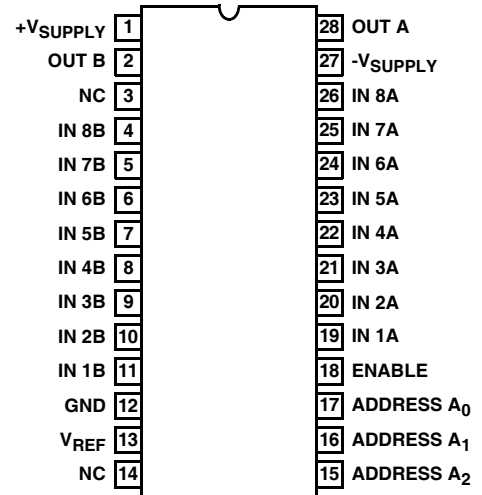 +VSUPPLY 1 28 OUT A
OUT B 2 27 -VSUPPLY
NC 3 26 IN 8A
IN 8B 4 25 IN 7A
IN 7B 5 24 IN 6A
IN 6B 6 23 IN 5A
IN 5B 7 22 IN 4A
IN 4B 8 21 IN 3A
IN 3B 9 20 IN 2A
IN 2B 10 19 IN 1A
IN 1B 11 18 ENABLE
GND 12 17 ADDRESS A0
VREF 13 16 ADDRESS A1
NC 14 15 ADDRESS A2